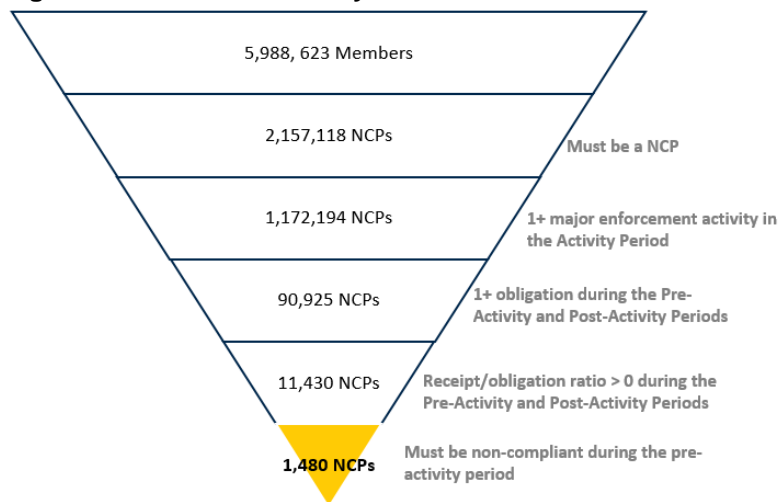 5,988, 623 Members
2,157,118 NCPs
Must be a NCP
1,172,194 NCPs
1+ major enforcement activity in
the Activity Period
90,925 NCPs
1+ obligation during the Pre-
Activity and Post-Activity Periods
11,430 NCPs
Receipt/obligation ratio > 0 during the
Pre-Activity and Post-Activity Periods
1,480 NCPs
Must be non-compliant during the pre-
activity period